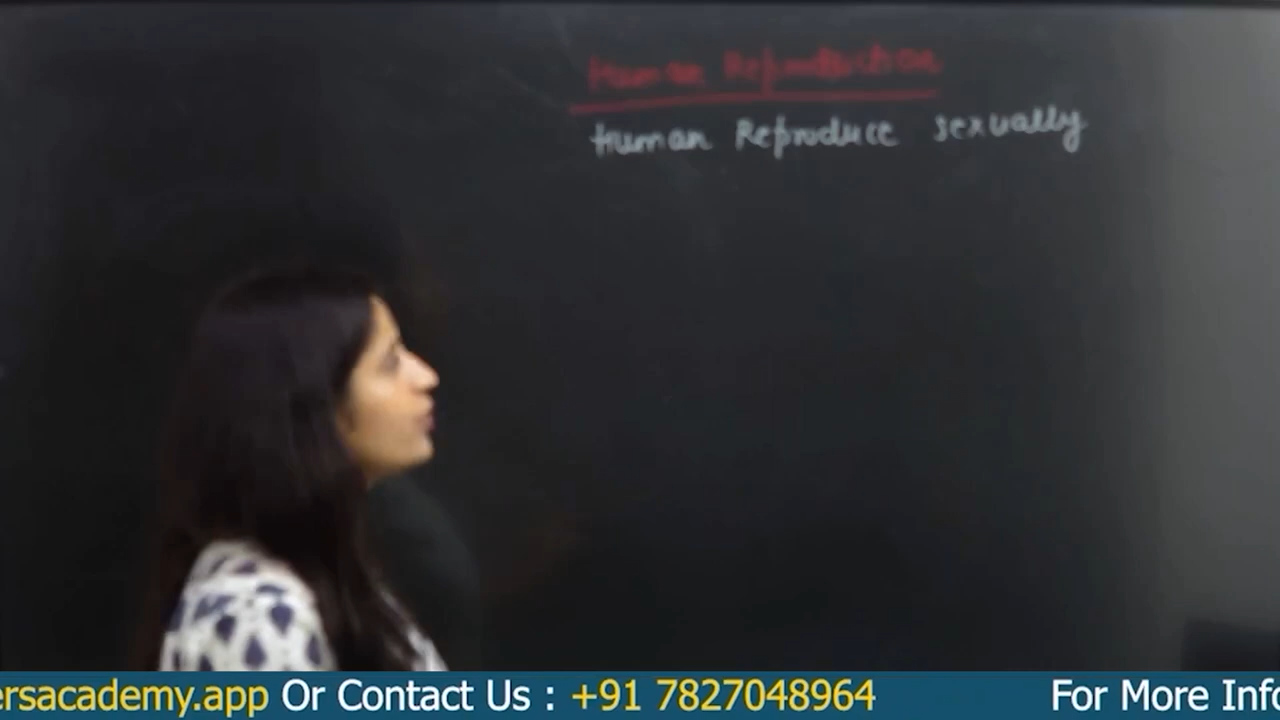 Human Reproduction
Human Reproduce sexually
ersacademy.app Or Contact Us : +91 7827048964 For More Info